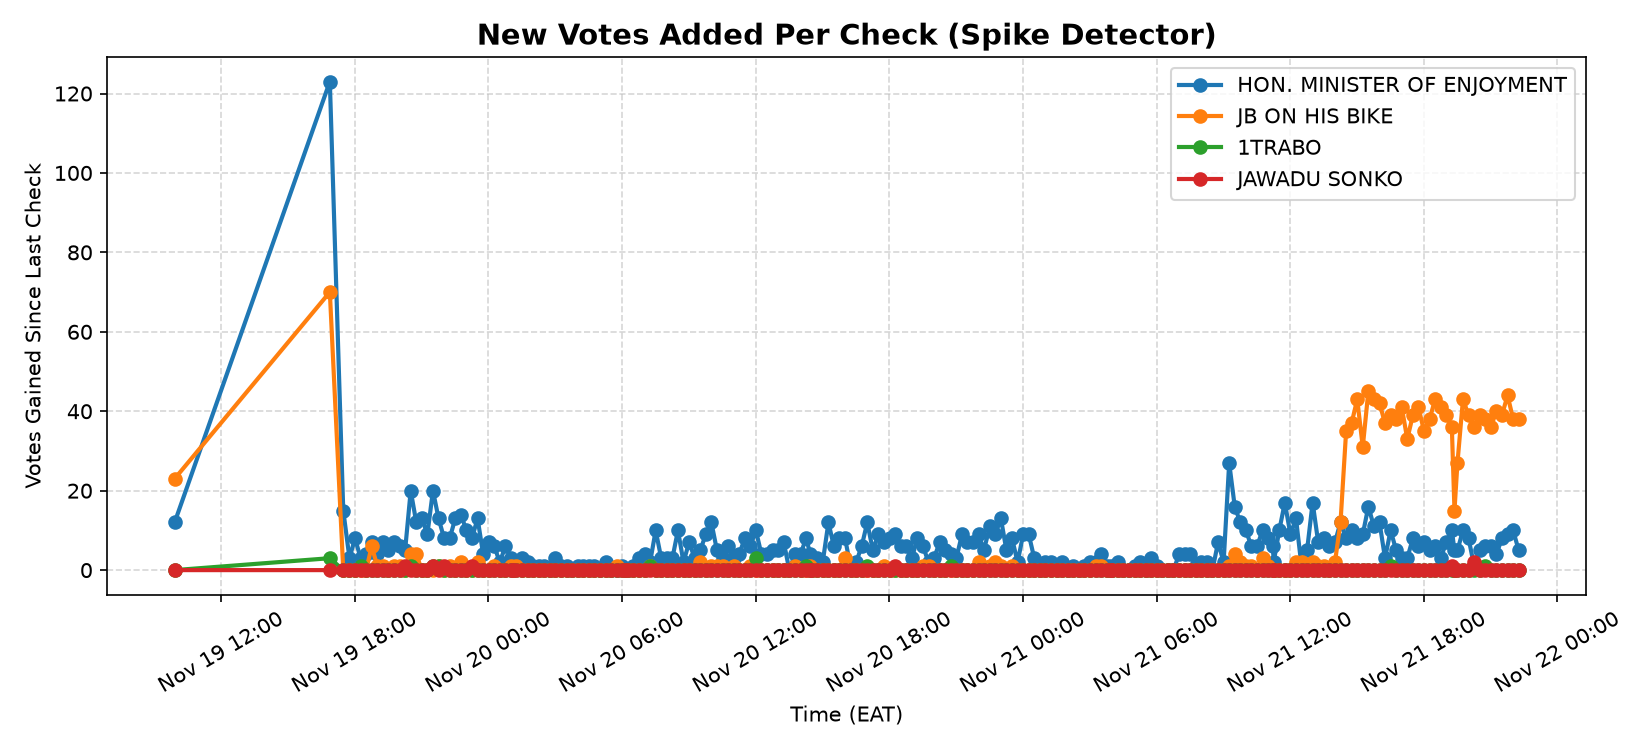 New Votes Added Per Check (Spike Detector)
HON. MINISTER OF ENJOYMENT
JB ON HIS BIKE
1TRABO
JAWADU SONKO
Votes Gained Since Last Check
120
100
80
60
40
20
0
Nov 19 12:00
Nov 19 18:00
Nov 20 00:00
Nov 20 06:00
Nov 20 12:00
Nov 20 18:00
Nov 21 00:00
Nov 21 06:00
Nov 21 12:00
Nov 21 18:00
Nov 22 00:00
Time (EAT)